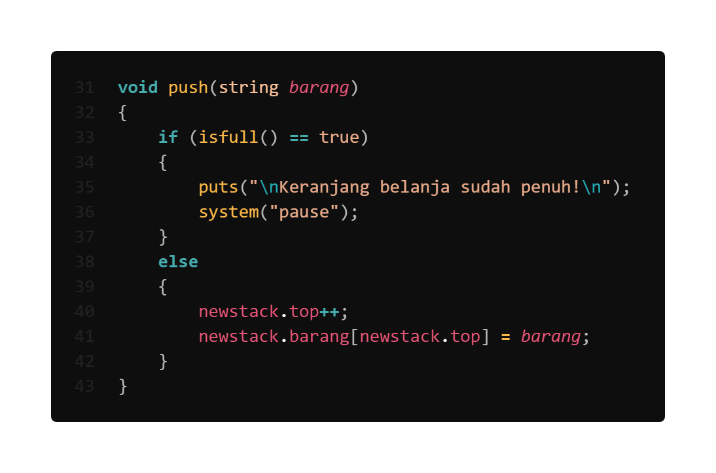 31 void push(string barang)
32 {
33     if (isfull() == true)
34     {
35         puts("\nKeranjang belanja sudah penuh!\n");
36         system("pause");
37     }
38     else
39     {
40         newstack.top++;
41         newstack.barang[newstack.top] = barang;
42     }
43 }